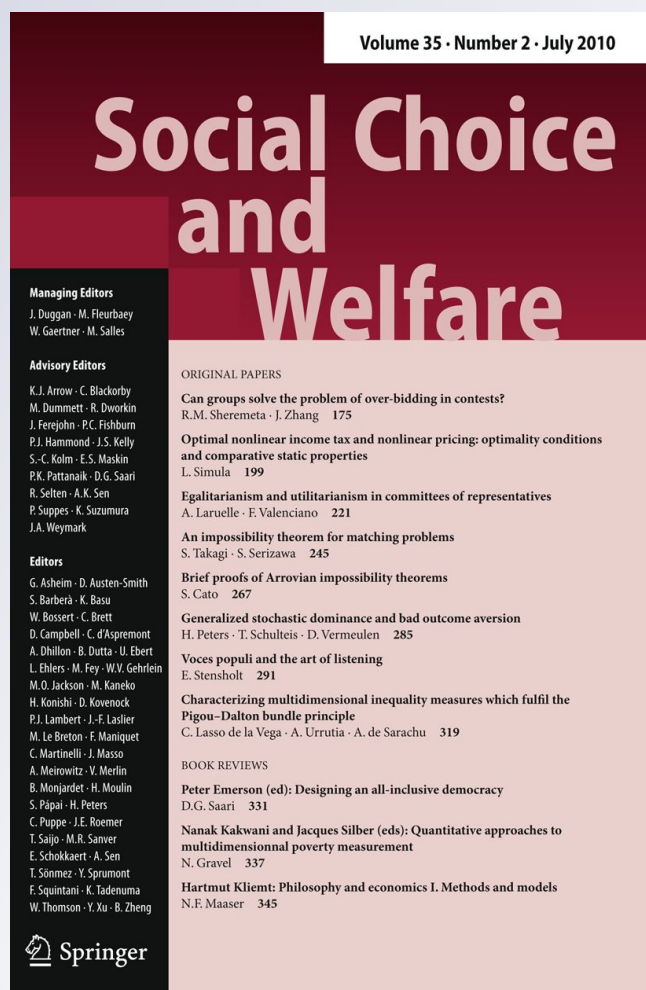 Volume 35 · Number 2 · July 2010
Social Choice
and
Welfare
Managing Editors
J. Duggan · M. Fleurbaey
W. Gaertner · M. Salles
Advisory Editors
K.J. Arrow · C. Blackorby
M. Dummett · R. Dworkin
J. Ferejohn · P.C. Fishburn
P.J. Hammond · J.S. Kelly
S.-C. Kolm · E.S. Maskin
P.K. Pattanaik · D.G. Saari
R. Selten · A.K. Sen
P. Suppes · K. Suzumura
J.A. Weymark
Editors
G. Asheim · D. Austen-Smith
S. Barberà · K. Basu
W. Bossert · C. Brett
D. Campbell · C. d'Aspremont
A. Dhillon · B. Dutta · U. Ebert
L. Ehlers · M. Fey · W.V. Gehrlein
M.O. Jackson · M. Kaneko
H. Konishi · D. Kovenock
P.J. Lambert · J.-F. Laslier
M. Le Breton · F. Maniquet
C. Martinelli · J. Masso
A. Meirowitz · V. Merlin
B. Monjardet · H. Moulin
S. Pápai · H. Peters
C. Puppe · J.E. Roemer
T. Saijo · M.R. Sanver
E. Schokkaert · A. Sen
T. Sönmez · Y. Sprumont
F. Squintani · K. Tadenuma
W. Thomson · Y. Xu · B. Zheng
Springer
ORIGINAL PAPERS
Can groups solve the problem of over-bidding in contests?
R.M. Sheremeta · J. Zhang 175
Optimal nonlinear income tax and nonlinear pricing: optimality conditions
and comparative static properties
L. Simula 199
Egalitarianism and utilitarianism in committees of representatives
A. Laruelle · F. Valenciano 221
An impossibility theorem for matching problems
S. Takagi · S. Serizawa 245
Brief proofs of Arrovian impossibility theorems
S. Cato 267
Generalized stochastic dominance and bad outcome aversion
H. Peters · T. Schulteis · D. Vermeulen 285
Voces populi and the art of listening
E. Stensholt 291
Characterizing multidimensional inequality measures which fulfil the
Pigou–Dalton bundle principle
C. Lasso de la Vega · A. Urrutia · A. de Sarachu 319
BOOK REVIEWS
Peter Emerson (ed): Designing an all-inclusive democracy
D.G. Saari 331
Nanak Kakwani and Jacques Silber (eds): Quantitative approaches to
multidimensionnal poverty measurement
N. Gravel 337
Hartmut Kliemt: Philosophy and economics I. Methods and models
N.F. Maaser 345